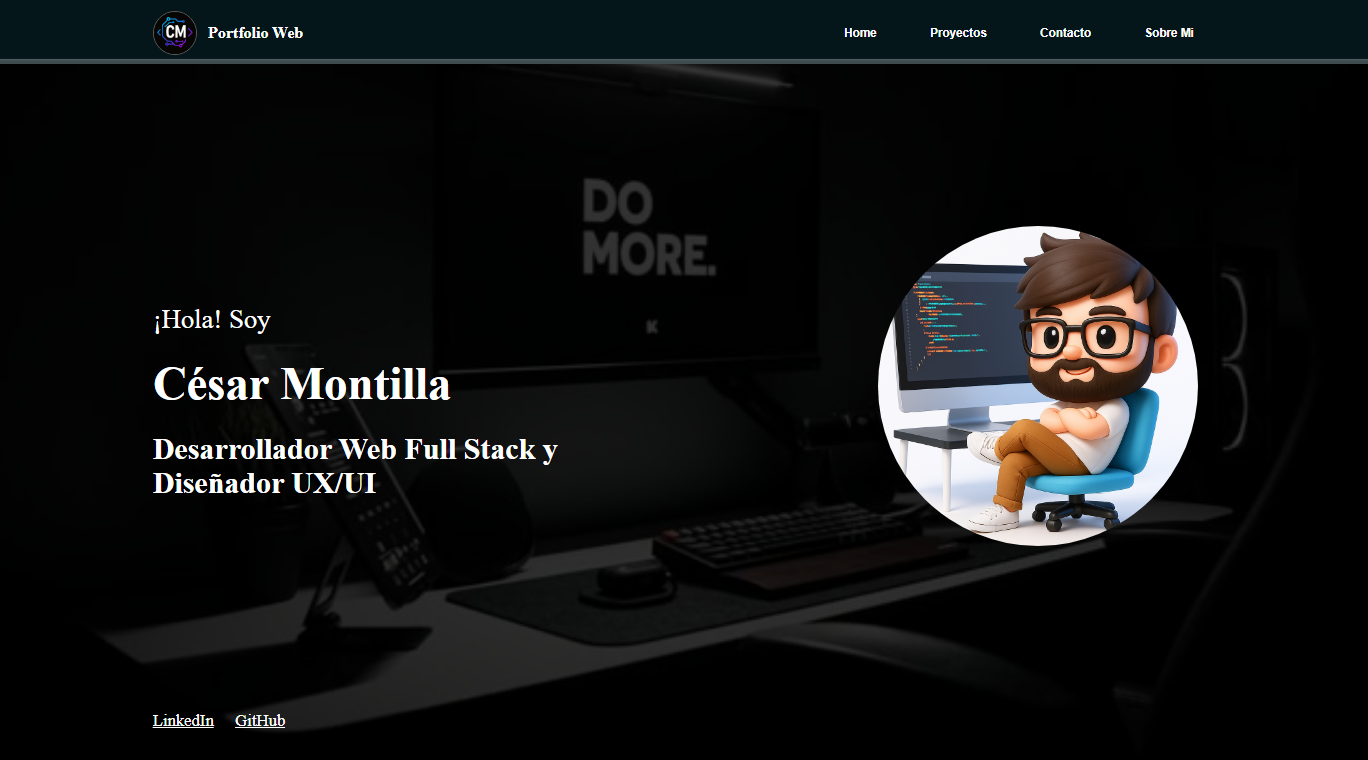 CM
Portfolio Web
Home
Proyectos
Contacto
Sobre Mi
DO
MORE.
K
¡Hola! Soy
César Montilla
Desarrollador Web Full Stack y
Diseñador UX/UI
LinkedIn
GitHub